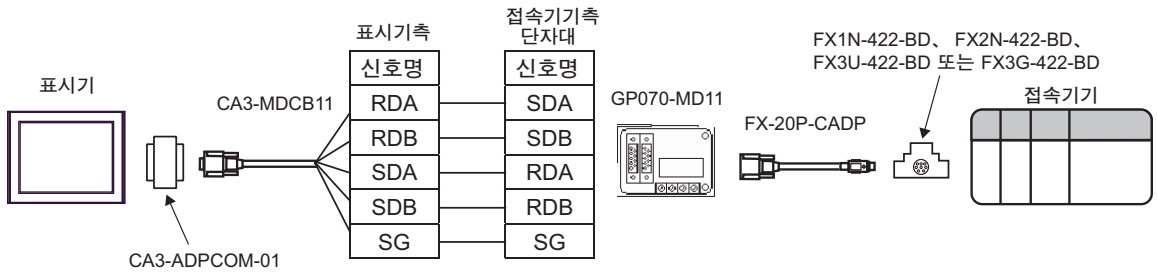 표시기
CA3-ADPCOM-01
CA3-MDCB11
표시기측
신호명
RDA
RDB
SDA
SDB
SG
접속기기측
단자대
신호명
SDA
SDB
RDA
RDB
SG
GP070-MD11
FX-20P-CADP
FX1N-422-BD、 FX2N-422-BD、
FX3U-422-BD 또는 FX3G-422-BD
접속기기